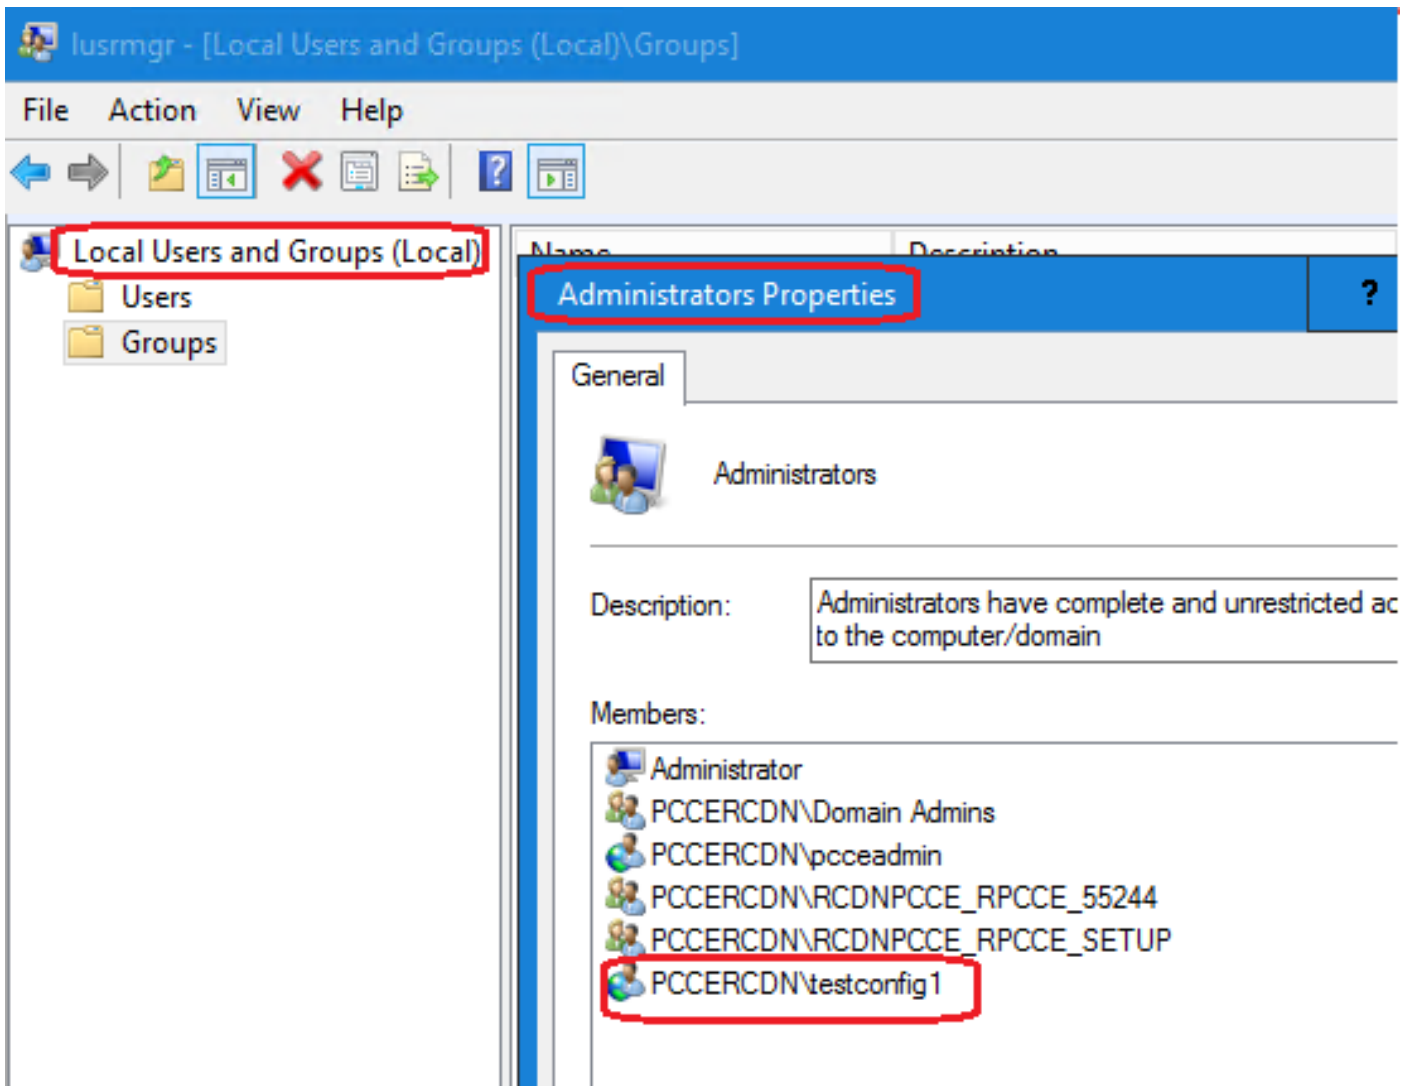 lusrmgr - [Local Users and Groups (Local)\Groups]
File Action View Help
Local Users and Groups (Local)
Users
Groups
Name Description
Administrators Properties ?
General
Administrators
Description: Administrators have complete and unrestricted ac
to the computer/domain
Members:
Administrator
PCCERCDN\Domain Admins
PCCERCDN\pcceadmin
PCCERCDN\RCDNPCCE_RPCCE_55244
PCCERCDN\RCDNPCCE_RPCCE_SETUP
PCCERCDN\testconfig1